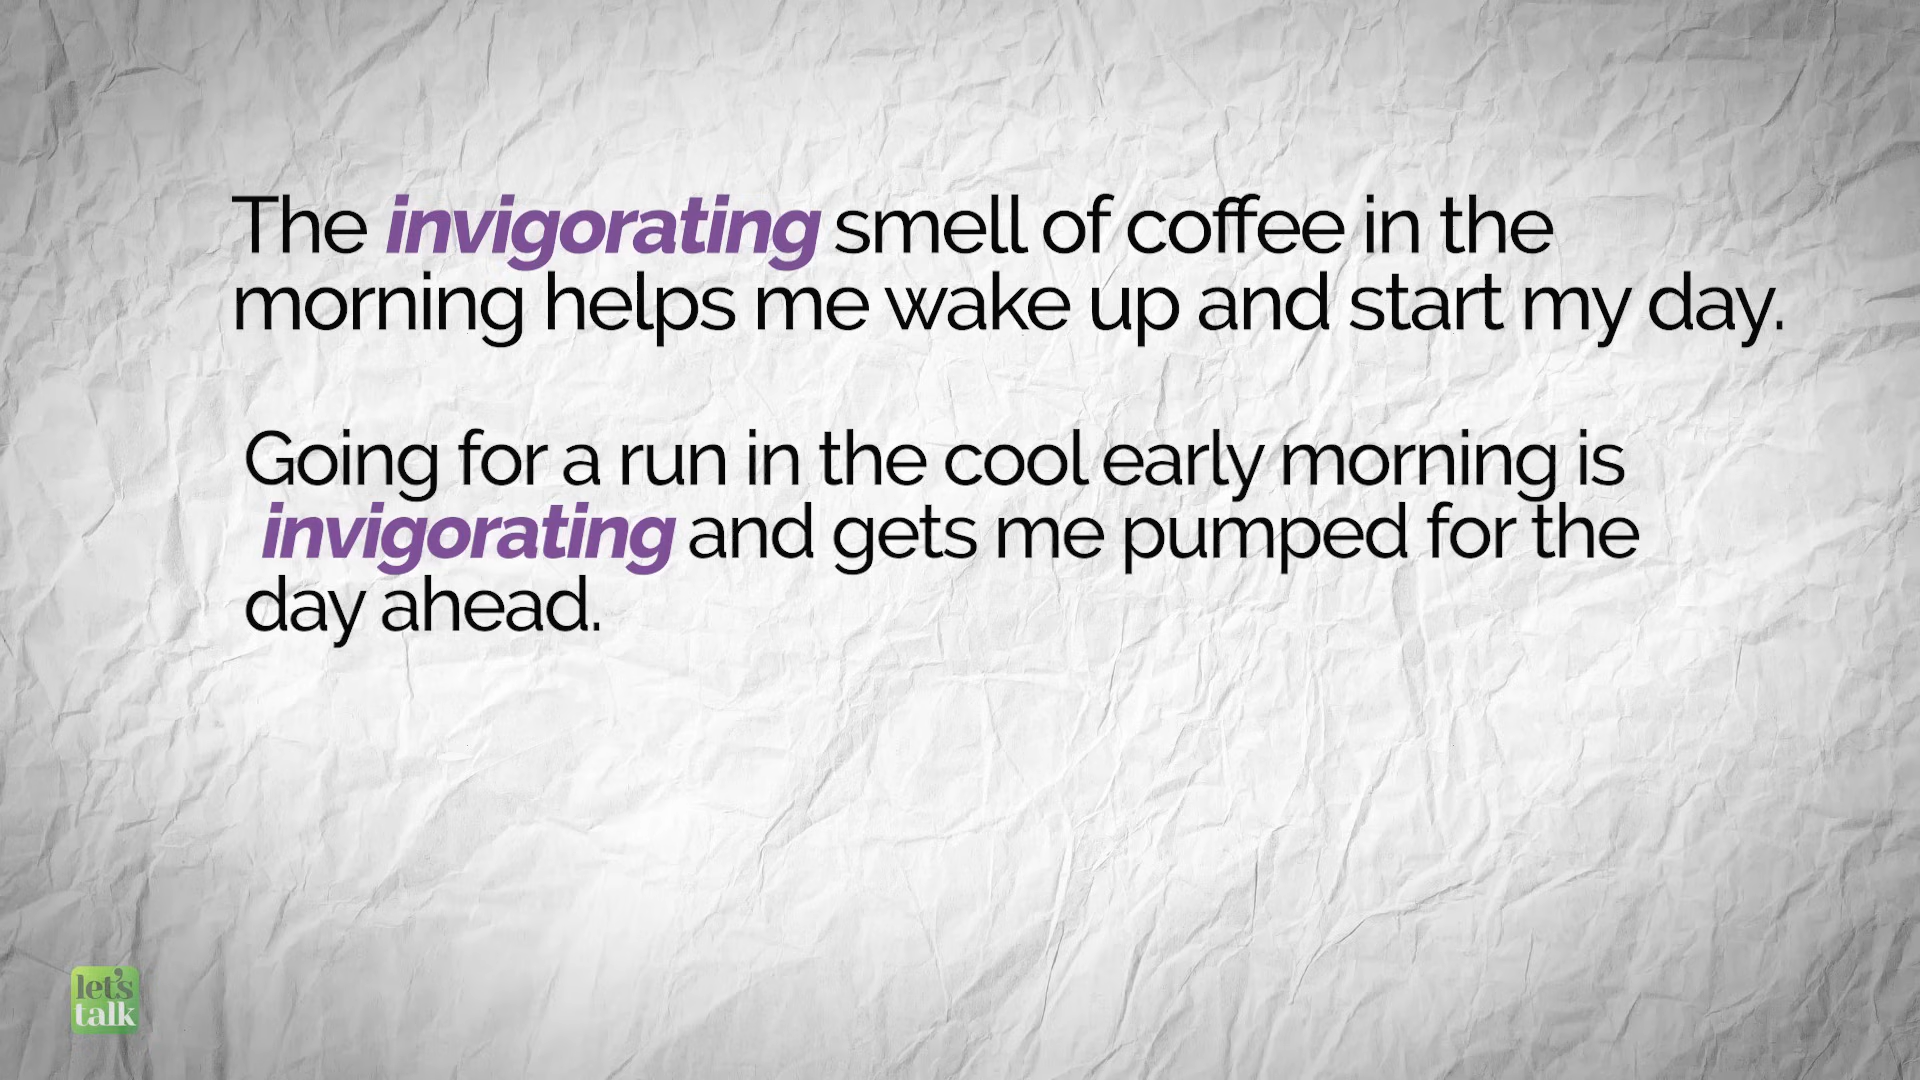 The invigorating smell of coffee in the
morning helps me wake up and start my day.
Going for a run in the cool early morning is
invigorating and gets me pumped for the
day ahead.
let's
talk